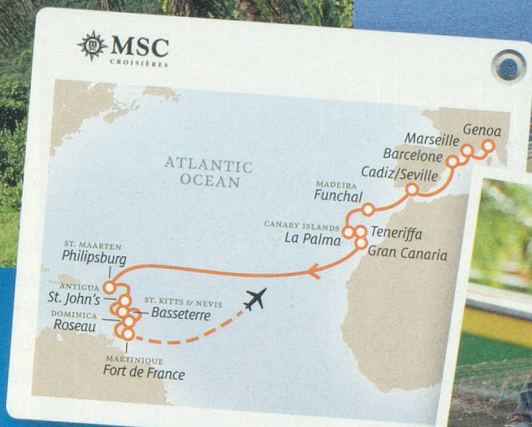 MSC
CROISIÈRES
ATLANTIC
OCEAN
Genoa
Marseille
Barcelone
Cadiz/Seville
MADEIRA
Funchal
CANARY ISLANDS
La Palma
Teneriffa
Gran Canaria
ST. MAARTEN
Philipsburg
ANTIGUA
St. John's
ST. KITTS & NEVIS
Basseterre
DOMINICA
Roseau
MARTINIQUE
Fort de France